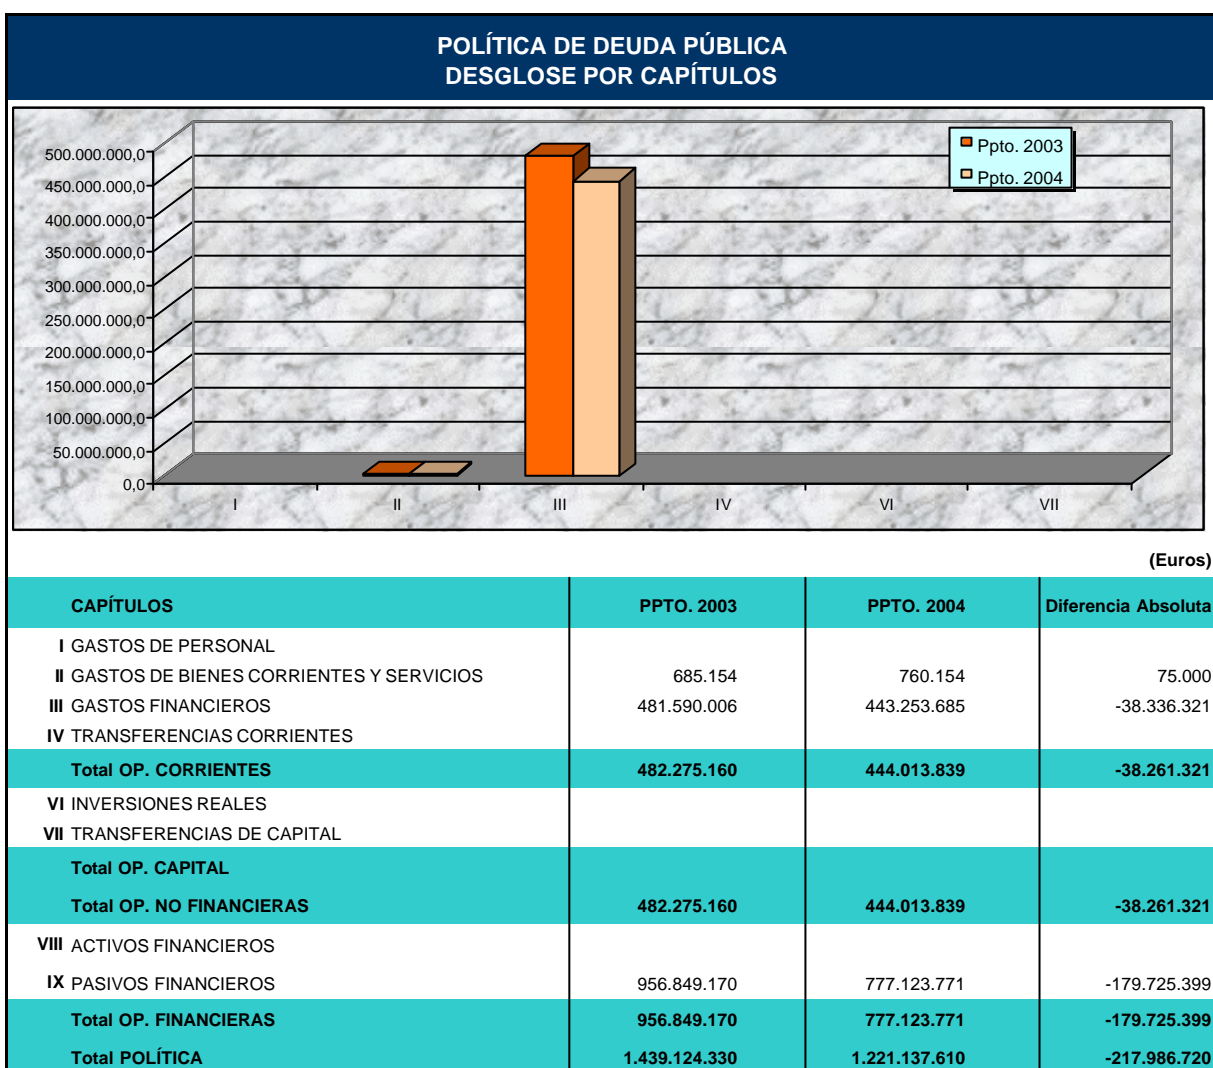 POLÍTICA DE DEUDA PÚBLICA
DESGLOSE POR CAPÍTULOS
500.000.000,0
450.000.000,0
400.000.000,0
350.000.000,0
300.000.000,0
250.000.000,0
200.000.000,0
150.000.000,0
100.000.000,0
50.000.000,0
0,0
I II III IV VI VII
Ppto. 2003
Ppto. 2004
(Euros)
CAPÍTULOS PPTO. 2003 PPTO. 2004 Diferencia Absoluta
I GASTOS DE PERSONAL
II GASTOS DE BIENES CORRIENTES Y SERVICIOS 685.154 760.154 75.000
III GASTOS FINANCIEROS 481.590.006 443.253.685 -38.336.321
IV TRANSFERENCIAS CORRIENTES
Total OP. CORRIENTES 482.275.160 444.013.839 -38.261.321
VI INVERSIONES REALES
VII TRANSFERENCIAS DE CAPITAL
Total OP. CAPITAL
Total OP. NO FINANCIERAS 482.275.160 444.013.839 -38.261.321
VIII ACTIVOS FINANCIEROS
IX PASIVOS FINANCIEROS 956.849.170 777.123.771 -179.725.399
Total OP. FINANCIERAS 956.849.170 777.123.771 -179.725.399
Total POLÍTICA 1.439.124.330 1.221.137.610 -217.986.720